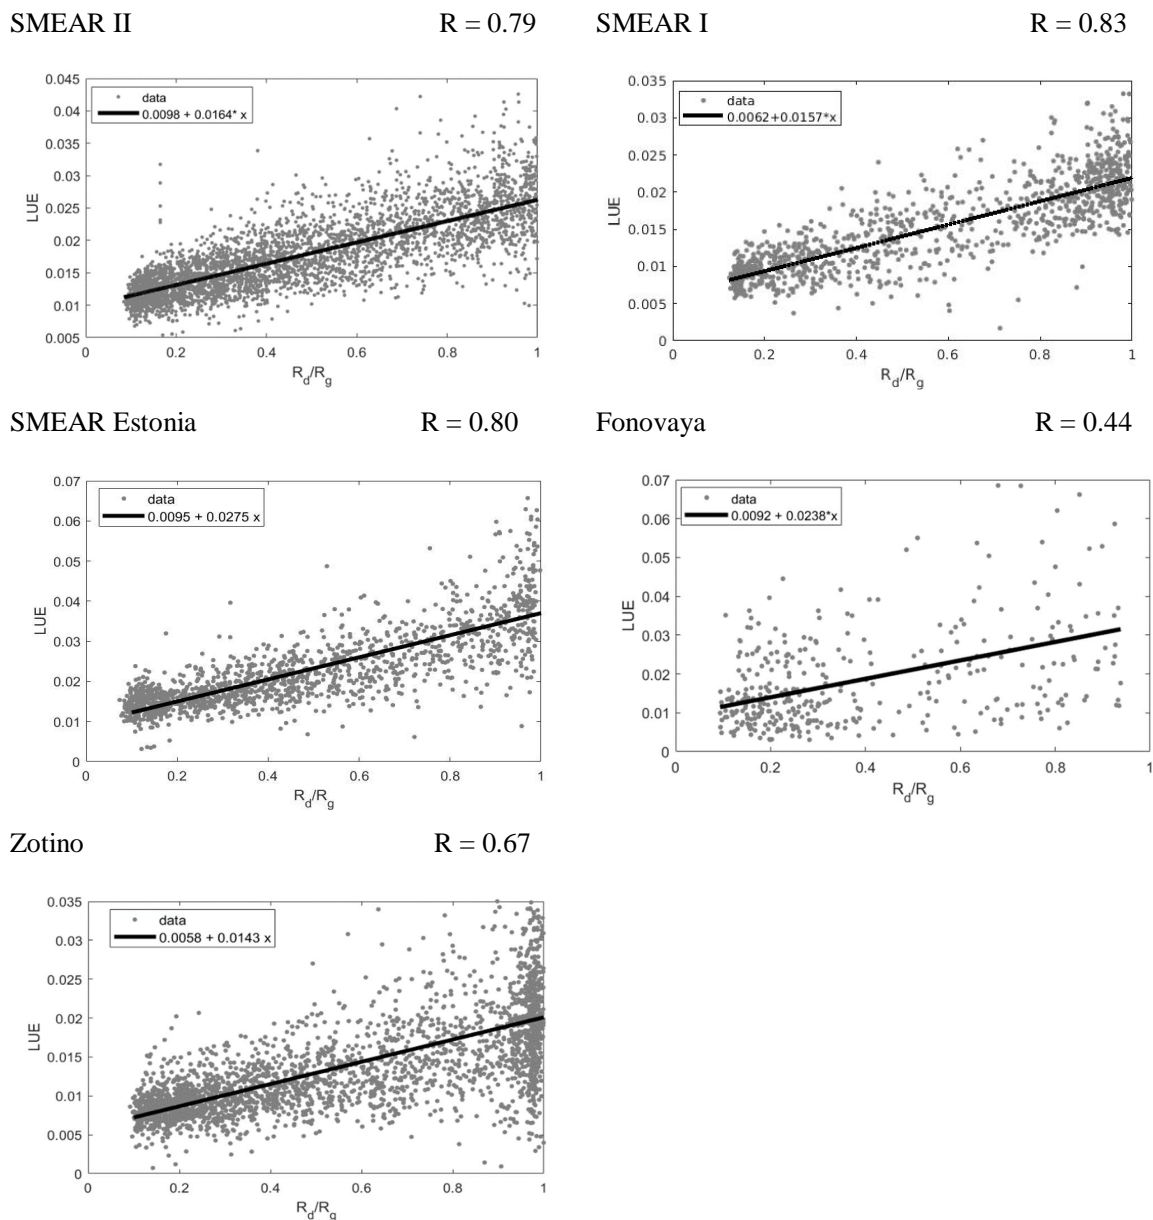 SMEAR II R = 0.79
0.045
0.04
0.035
0.03
0.025
0.02
0.015
0.01
0.005
LUE
data
0.0098 + 0.0164* x
0 0.2 0.4 0.6 0.8 1
R_d/R_g
SMEAR I R = 0.83
0.035
0.03
0.025
0.02
0.015
0.01
0.005
0
LUE
data
0.0062+0.0157*x
0 0.2 0.4 0.6 0.8 1
R_d/R_g
SMEAR Estonia R = 0.80
0.07
0.06
0.05
0.04
0.03
0.02
0.01
0
LUE
data
0.0095 + 0.0275 x
0 0.2 0.4 0.6 0.8 1
R_d/R_g
Fonovaya R = 0.44
0.07
0.06
0.05
0.04
0.03
0.02
0.01
0
LUE
data
0.0092 + 0.0238*x
0 0.2 0.4 0.6 0.8 1
R_d/R_g
Zotino R = 0.67
0.035
0.03
0.025
0.02
0.015
0.01
0.005
0
LUE
data
0.0058 + 0.0143 x
0 0.2 0.4 0.6 0.8 1
R_d/R_g